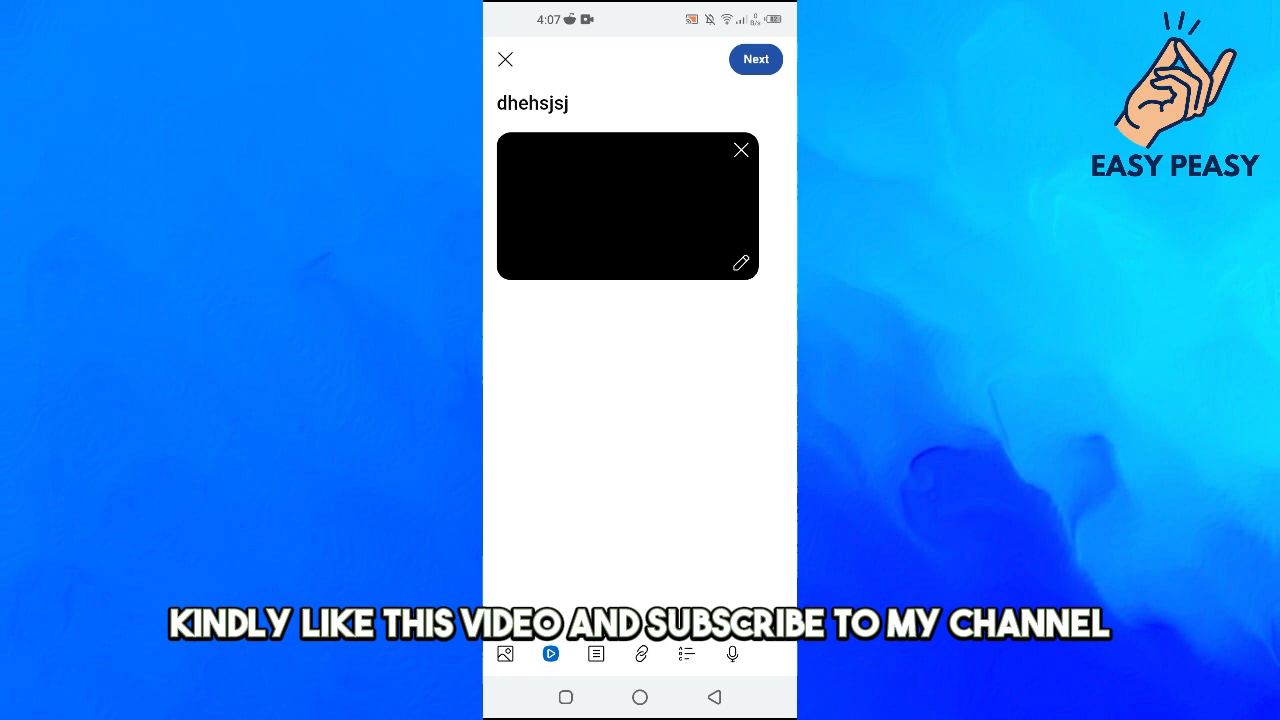 4:07
Next
dhehsjsj
EASY PEASY
KINDLY LIKE THIS VIDEO AND SUBSCRIBE TO MY CHANNEL